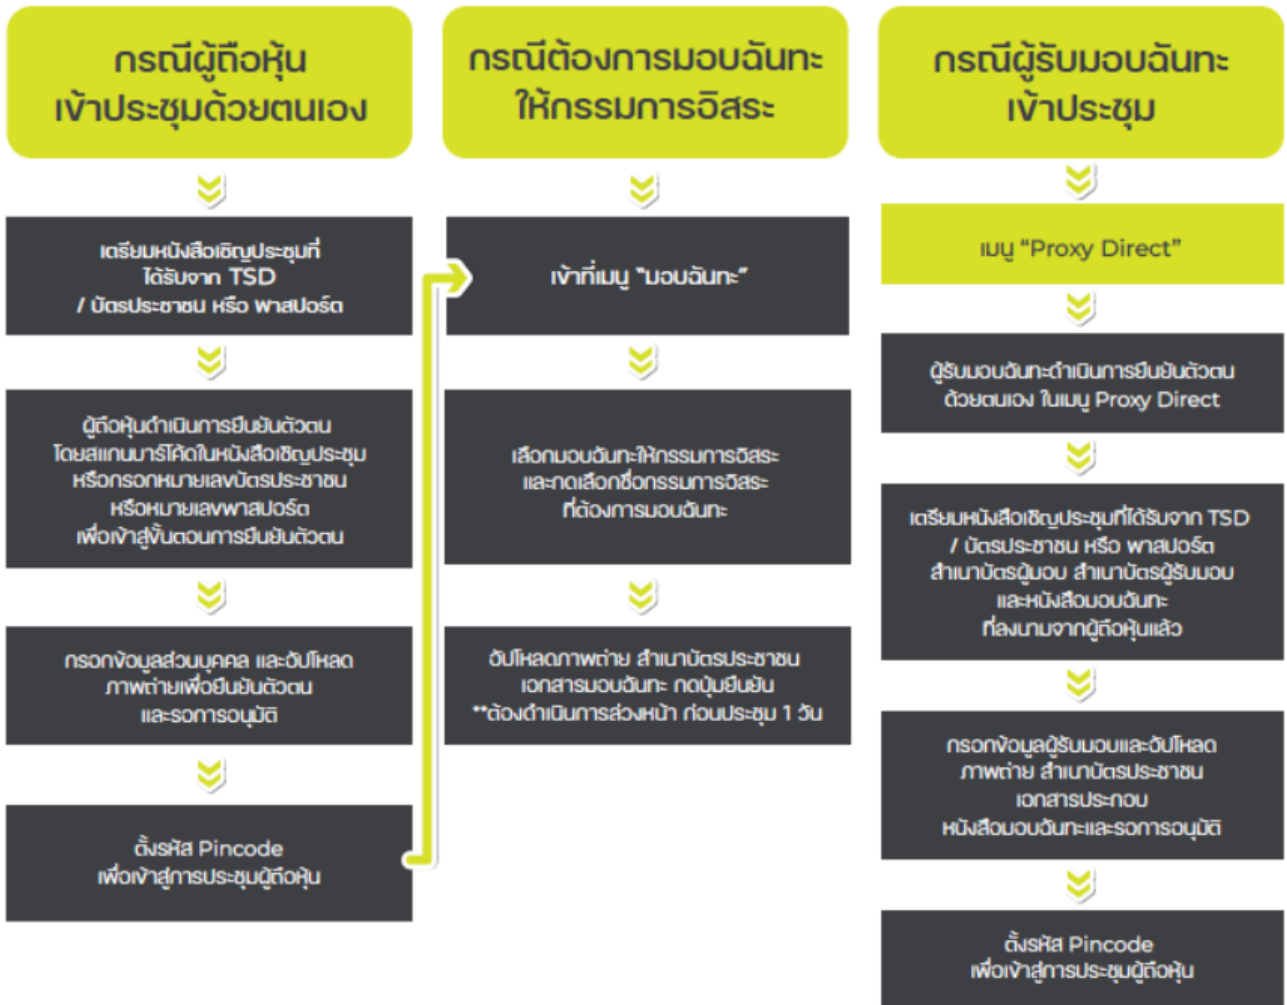 กรณีผู้ถือหุ้น
เข้าประชุมด้วยตนเอง
เตรียมหนังสือเชิญประชุมที่
ได้รับจาก TSD
/ บัตรประชาชน หรือ พาสปอร์ต
ผู้ถือหุ้นดำเนินการยืนยันตัวตน
โดยสแกนบาร์โค้ดในหนังสือเชิญประชุม
หรือกรอกหมายเลขบัตรประชาชน
หรือหมายเลขพาสปอร์ต
เพื่อเข้าสู่ขั้นตอนการยืนยันตัวตน
กรอกข้อมูลส่วนบุคคล และอัปโหลด
ภาพถ่ายเพื่อยืนยันตัวตน
และรอการอนุมัติ
ตั้งรหัส Pincode
เพื่อเข้าสู่การประชุมผู้ถือหุ้น
กรณีต้องการมอบฉันทะ
ให้กรรมการอิสระ
เข้าที่เมนู "มอบฉันทะ"
เลือกมอบฉันทะให้กรรมการอิสระ
และกดเลือกชื่อกรรมการอิสระ
ที่ต้องการมอบฉันทะ
อัปโหลดภาพถ่าย สำเนาบัตรประชาชน
เอกสารมอบฉันทะ กดปุ่มยืนยัน
**ต้องดำเนินการล่วงหน้า ก่อนประชุม 1 วัน
กรณีผู้รับมอบฉันทะ
เข้าประชุม
เมนู “Proxy Direct”
ผู้รับมอบฉันทะดำเนินการยืนยันตัวตน
ด้วยตนเอง ในเมนู Proxy Direct
เตรียมหนังสือเชิญประชุมที่ได้รับจาก TSD
/ บัตรประชาชน หรือ พาสปอร์ต
สำเนาบัตรผู้มอบ สำเนาบัตรผู้รับมอบ
และหนังสือมอบฉันทะ
ที่ลงนามจากผู้ถือหุ้นแล้ว
กรอกข้อมูลผู้รับมอบและอัปโหลด
ภาพถ่าย สำเนาบัตรประชาชน
เอกสารประกอบ
หนังสือมอบฉันทะและรอการอนุมัติ
ตั้งรหัส Pincode
เพื่อเข้าสู่การประชุมผู้ถือหุ้น